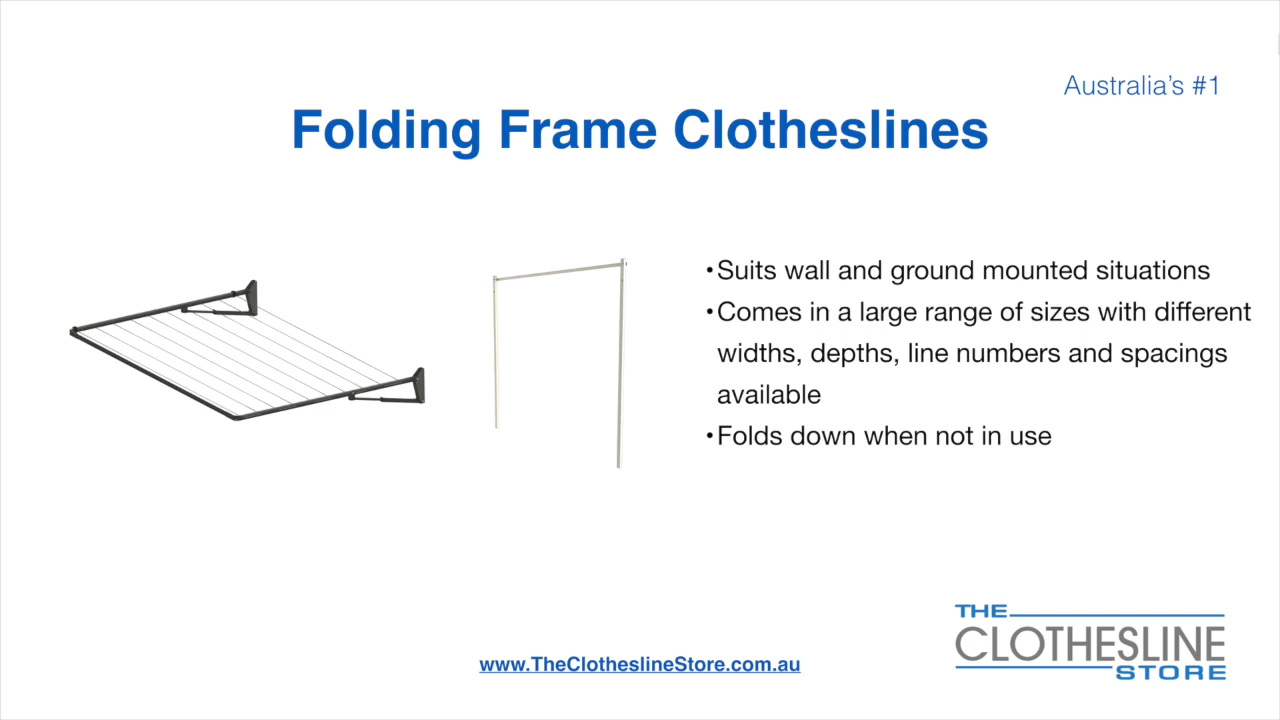 Australia's #1
Folding Frame Clotheslines
•Suits wall and ground mounted situations
•Comes in a large range of sizes with different
widths, depths, line numbers and spacings
available
•Folds down when not in use
www.TheClotheslineStore.com.au
THE
CLOTHESLINE
STORE